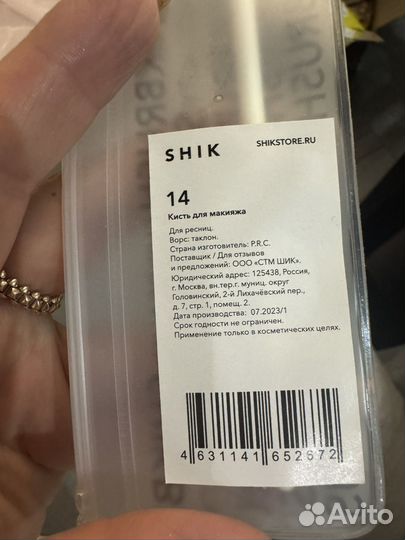 SHIK
SHIKSTORE.RU
14
Кисть для макияжа
Для ресниц.
Ворс: таклон.
Страна изготовитель: P.R.C.
Поставщик / Для отзывов
и предложений: ООО «СТМ ШИК».
Юридический адрес: 125438, Россия,
г. Москва, вн.тер.г. муниц. округ
Головинский, 2-й Лихачёвский пер.,
д. 7, стр. 1, помещ. 2.
Дата производства: 07.2023/1
Срок годности не ограничен.
Применение только в косметических целях.
4 631141 652672
Avito